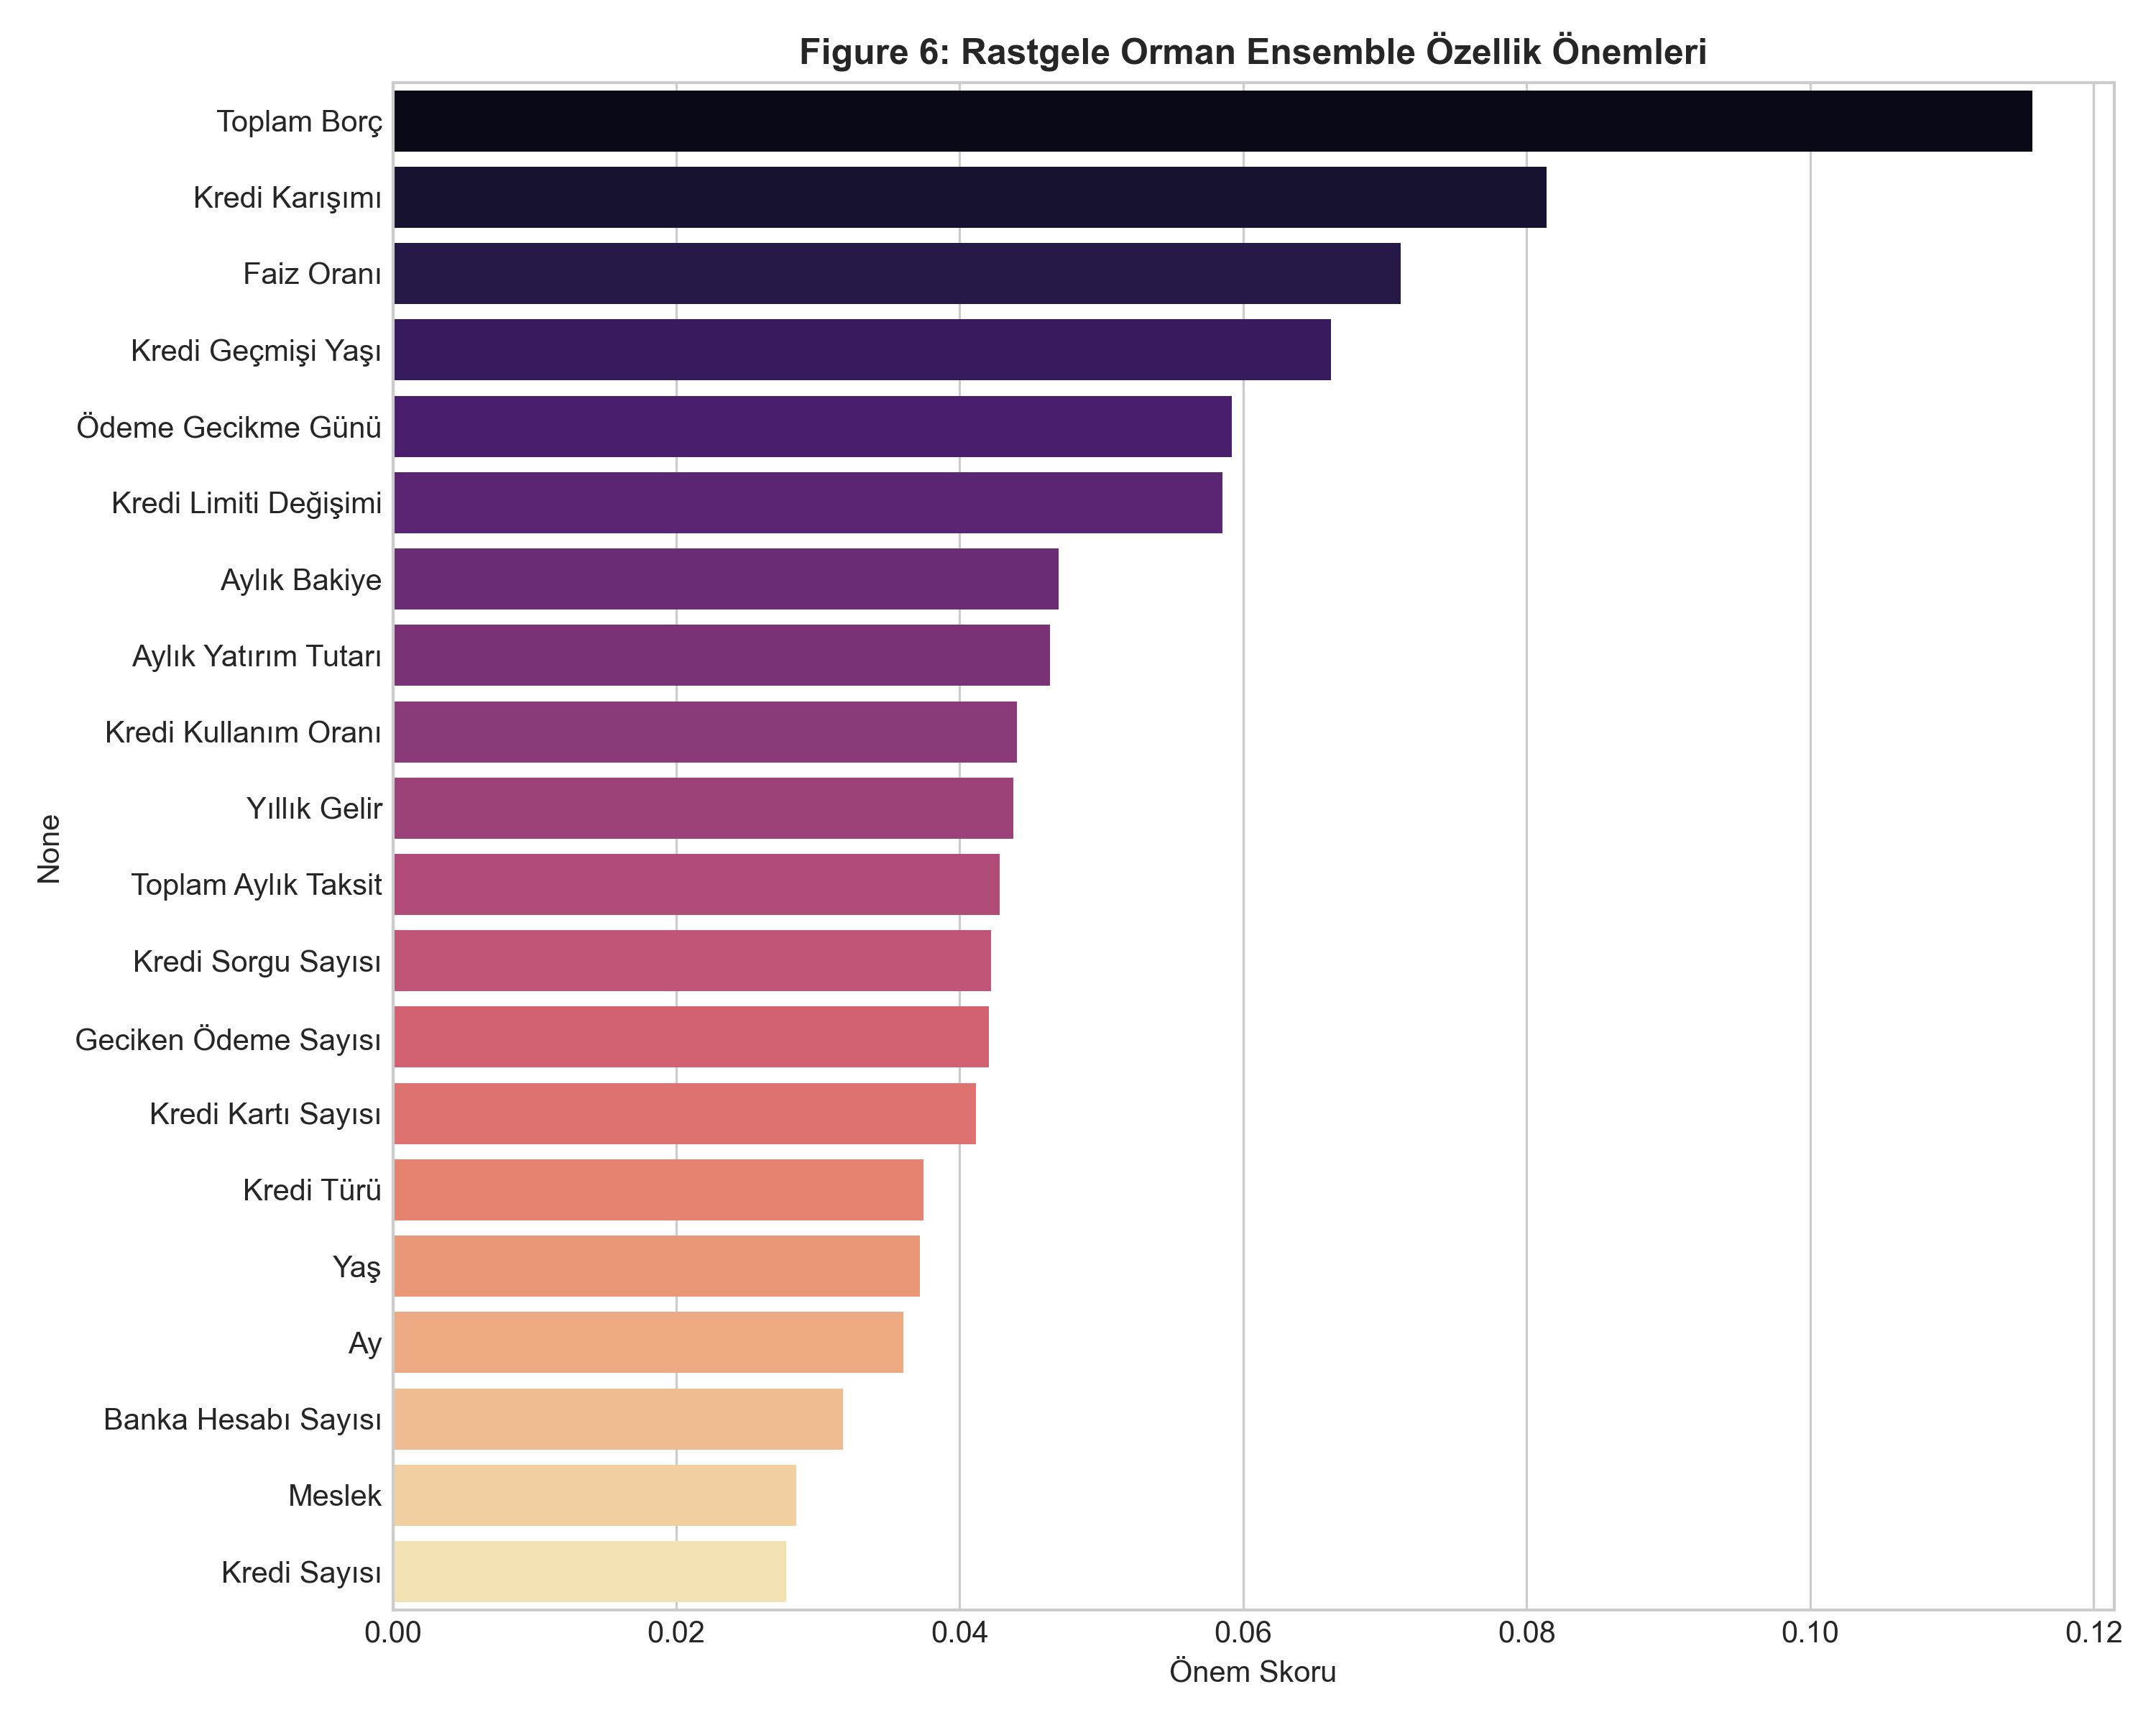 Figure 6: Rastgele Orman Ensemble Özellik Önemleri
Toplam Borç
Kredi Karışımı
Faiz Oranı
Kredi Geçmişi Yaşı
Ödeme Gecikme Günü
Kredi Limiti Değişimi
Aylık Bakiye
Aylık Yatırım Tutarı
Kredi Kullanım Oranı
Yıllık Gelir
Toplam Aylık Taksit
Kredi Sorgu Sayısı
Geciken Ödeme Sayısı
Kredi Kartı Sayısı
Kredi Türü
Yaş
Ay
Banka Hesabı Sayısı
Meslek
Kredi Sayısı
None
0.00 0.02 0.04 0.06 0.08 0.10 0.12
Önem Skoru